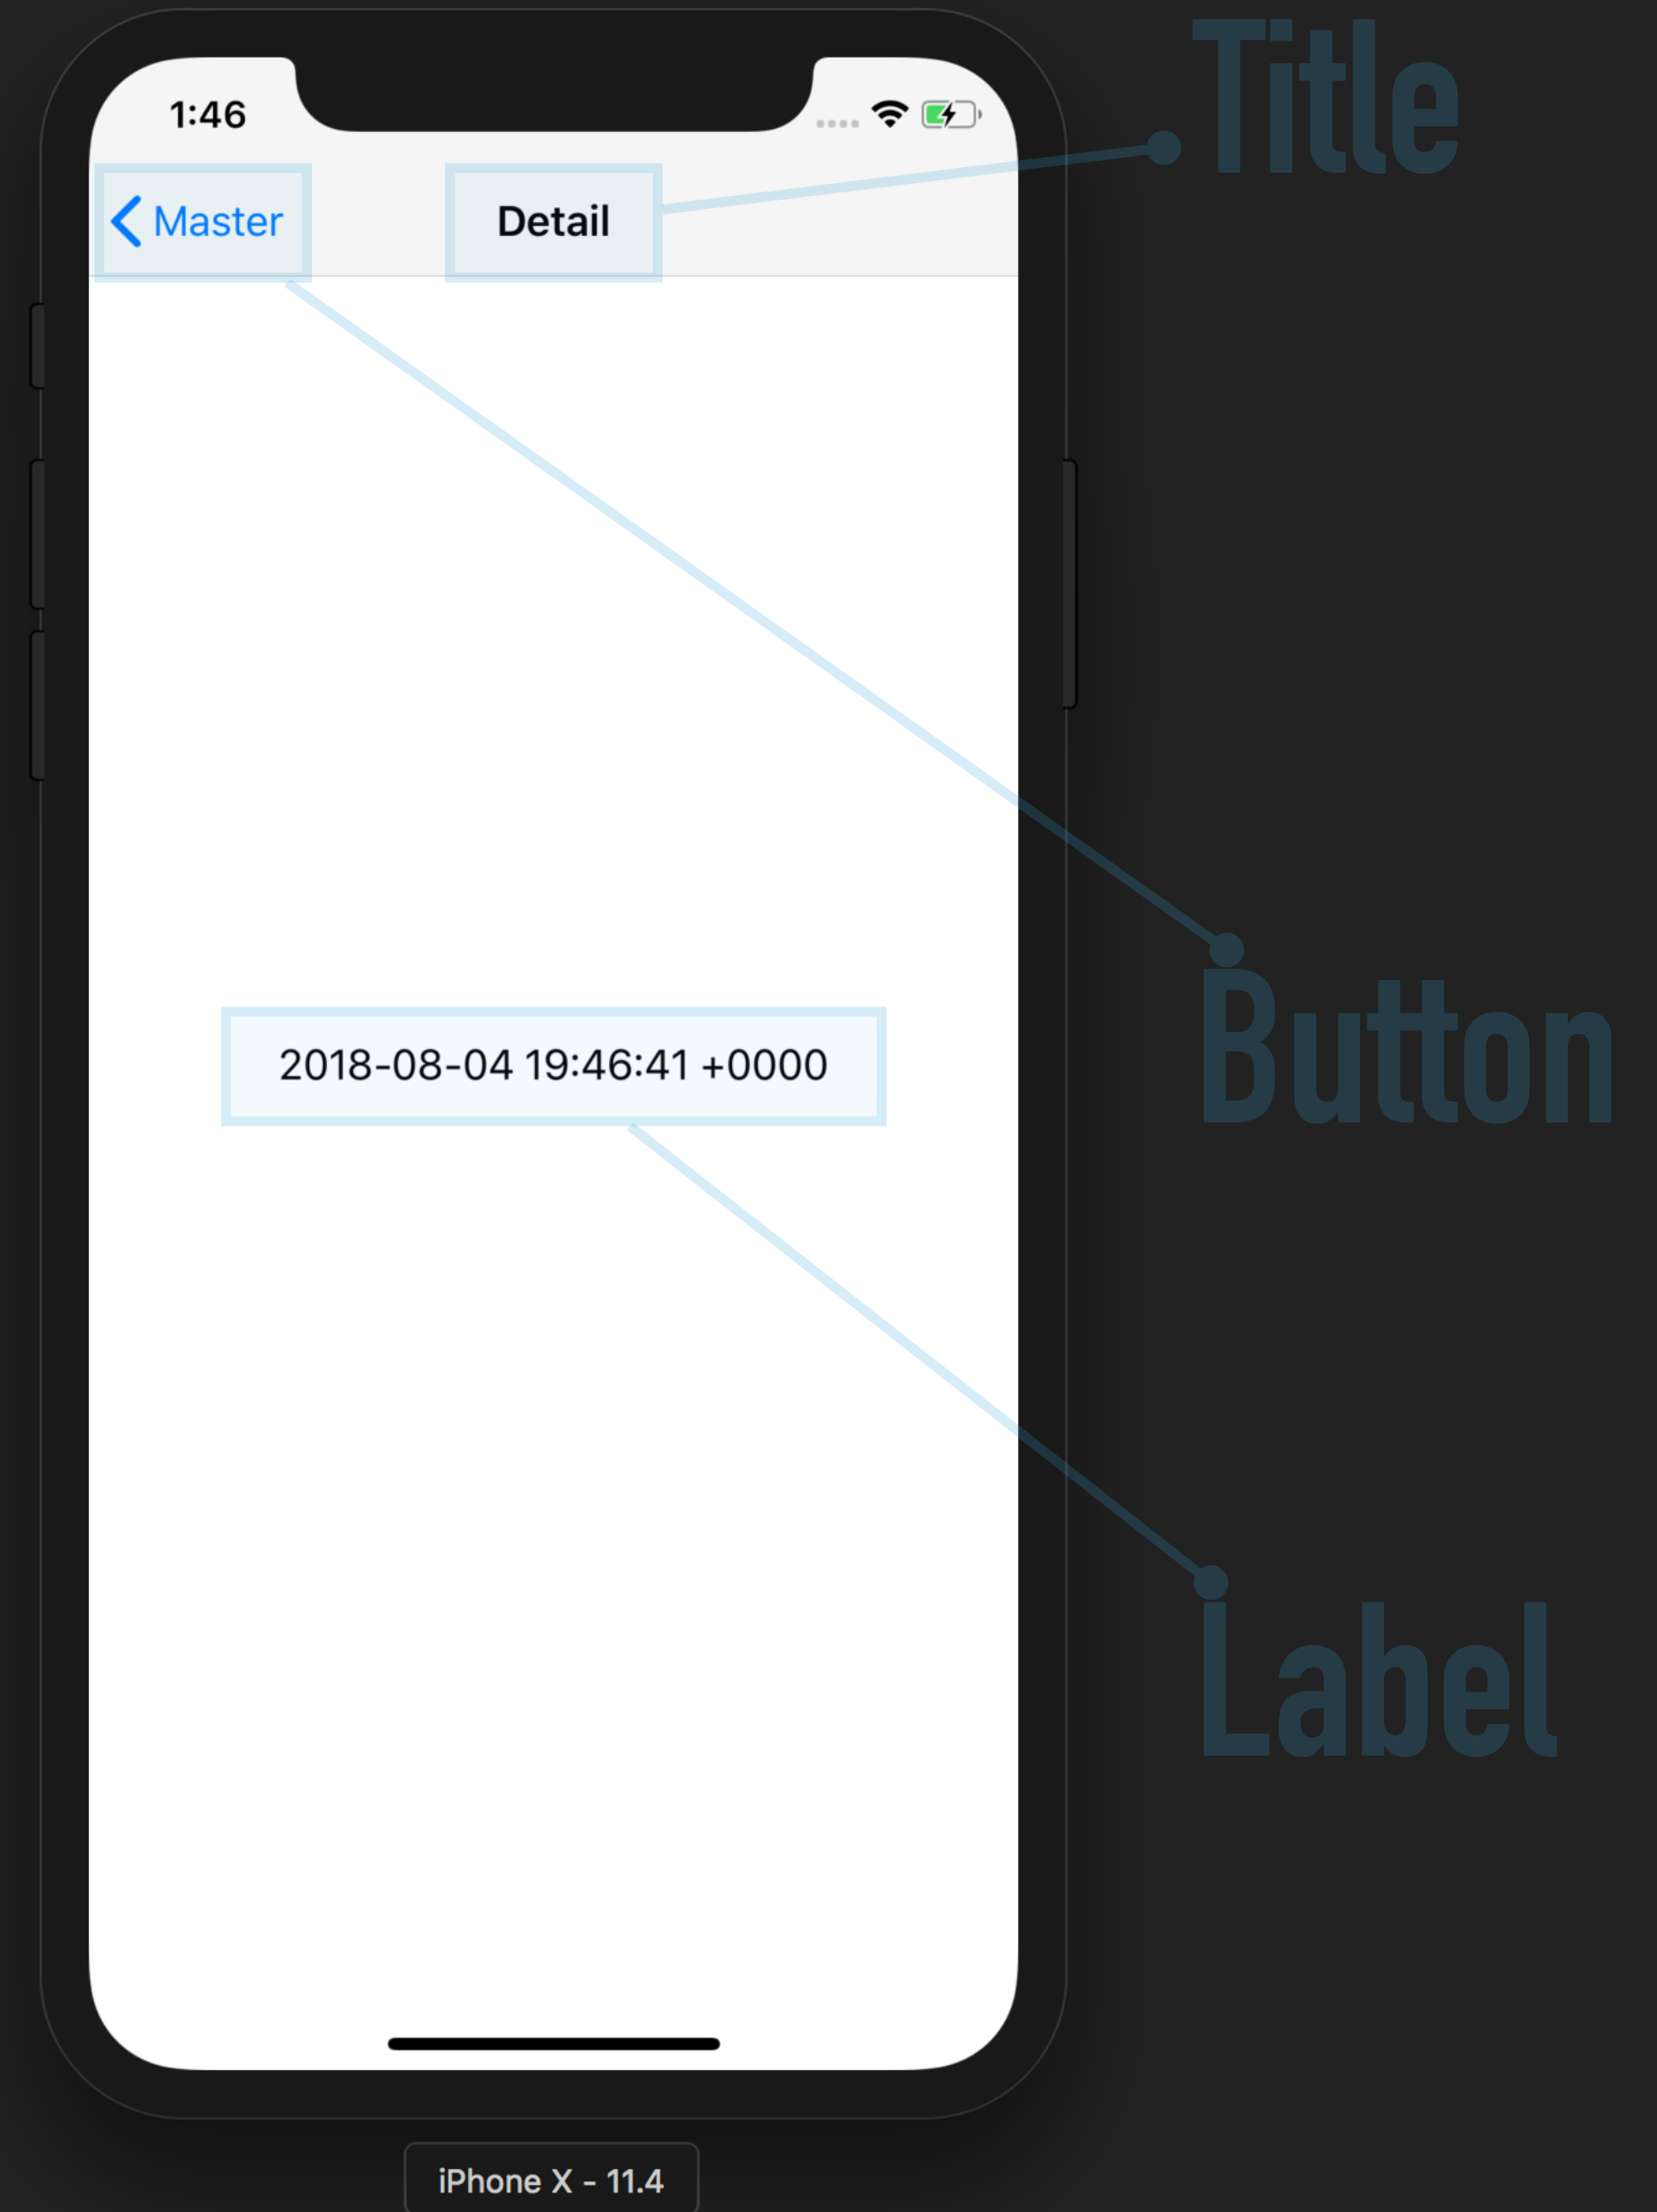 Title
1:46
Master
Detail
Button
2018-08-04 19:46:41 +0000
Label
iPhone X - 11.4